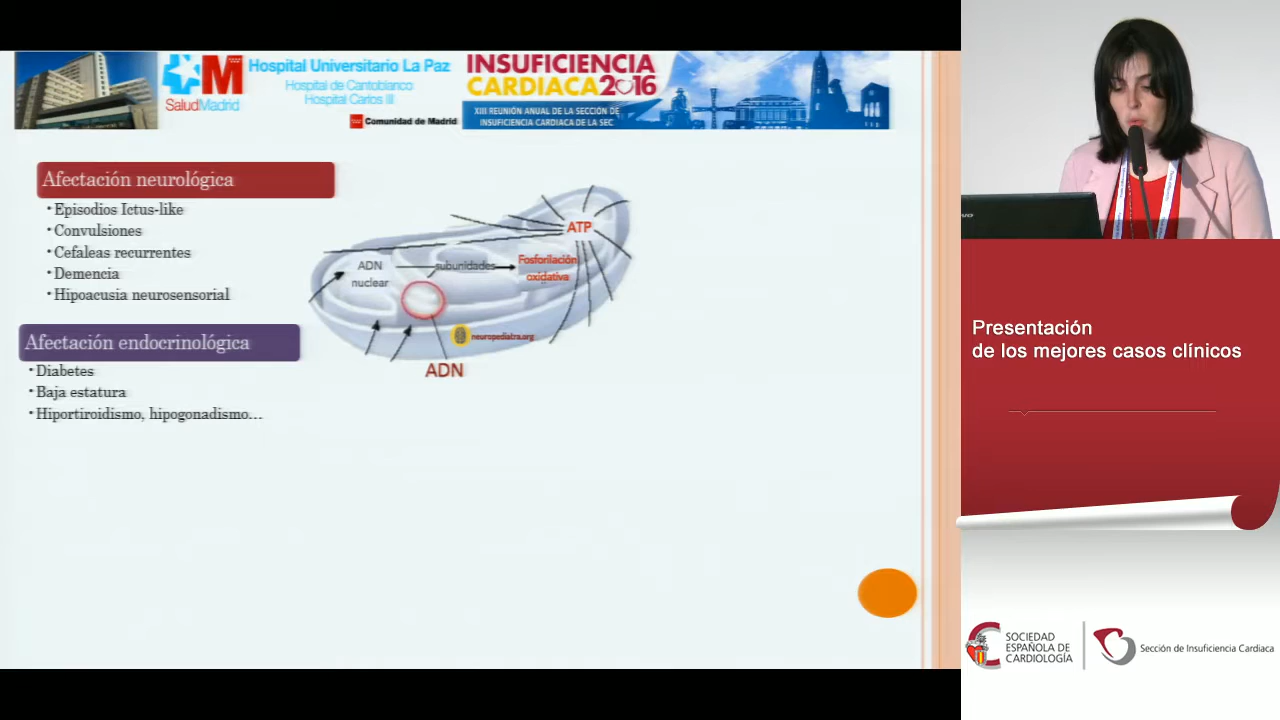 SaludMadrid
Hospital Universitario La Paz
Hospital de Cantoblanco
Hospital Carlos III
Comunidad de Madrid
INSUFICIENCIA
CARDIACA 2016
XIII REUNIÓN ANUAL DE LA SECCIÓN DE
INSUFICIENCIA CARDIACA DE LA SEC
Afectación neurológica
• Episodios Ictus-like
• Convulsiones
• Cefaleas recurrentes
• Demencia
• Hipoacusia neurosensorial
Afectación endocrinológica
• Diabetes
• Baja estatura
• Hiportiroidismo, hipogonadismo...
ATP
ADN
nuclear
subunidades
Fosforilación
oxidativa
neuropediatra.org
ADN
Presentación
de los mejores casos clínicos
SOCIEDAD
ESPAÑOLA DE
CARDIOLOGÍA
Sección de Insuficiencia Cardiaca